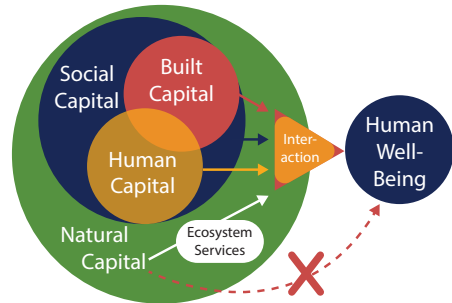 Social
Capital
Built
Capital
Human
Capital
Natural
Capital
Ecosystem
Services
Inter-
action
Human
Well-
Being